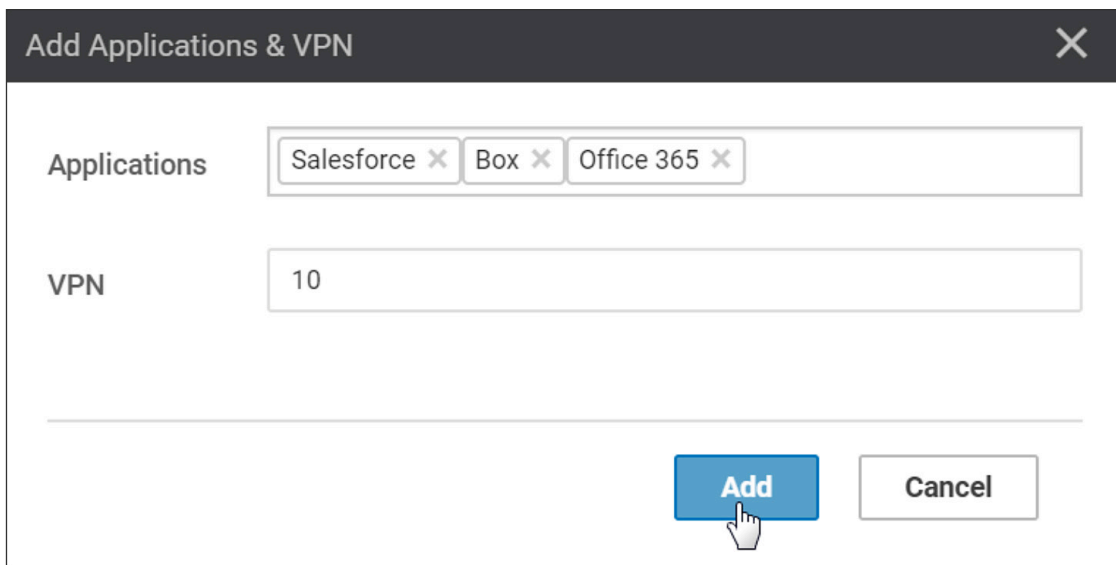 Add Applications & VPN
Applications Salesforce × Box × Office 365 ×
VPN 10
Add Cancel